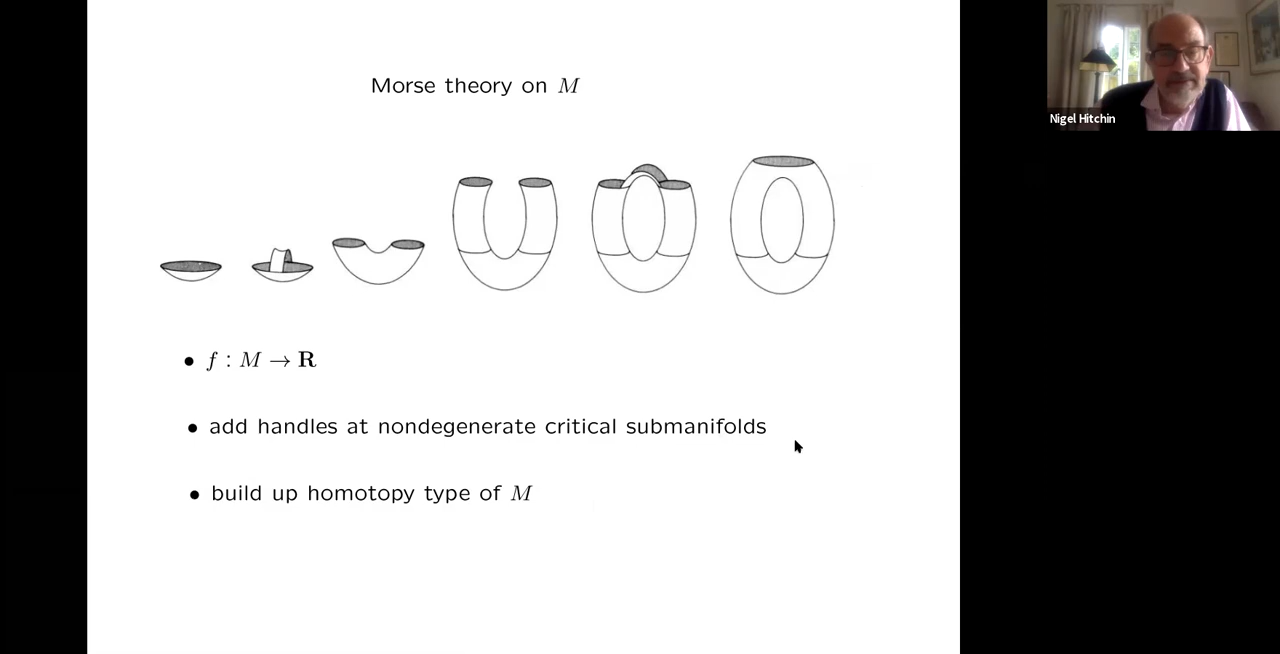 Morse theory on M
Nigel Hitchin
• f : M → R
• add handles at nondegenerate critical submanifolds
• build up homotopy type of M